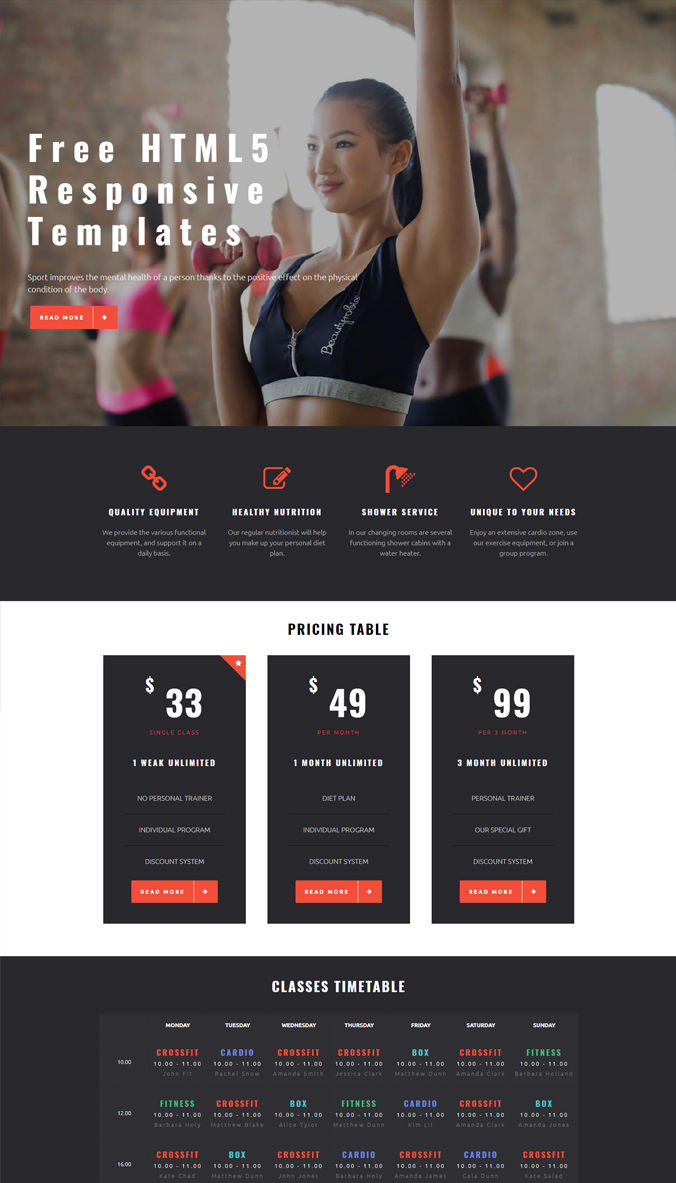 Free HTML5
Responsive
Templates
Sport improves the mental health of a person thanks to the positive effect on the physical
condition of the body.
READ MORE
Beautyrobic
QUALITY EQUIPMENT
We provide the various functional
equipment, and support it on a
daily basis.
HEALTHY NUTRITION
Our regular nutritionist will help
you make up your personal diet
plan.
SHOWER SERVICE
In our changing rooms are several
functioning shower cabins with a
water heater.
UNIQUE TO YOUR NEEDS
Enjoy an extensive cardio zone, use
our exercise equipment, or join a
group program.
PRICING TABLE
$ 33
SINGLE CLASS
1 WEAK UNLIMITED
NO PERSONAL TRAINER
INDIVIDUAL PROGRAM
DISCOUNT SYSTEM
READ MORE
$ 49
PER MONTH
1 MONTH UNLIMITED
DIET PLAN
INDIVIDUAL PROGRAM
DISCOUNT SYSTEM
READ MORE
$ 99
PER 3 MONTH
3 MONTH UNLIMITED
PERSONAL TRAINER
OUR SPECIAL GIFT
DISCOUNT SYSTEM
READ MORE
CLASSES TIMETABLE
MONDAY TUESDAY WEDNESDAY THURSDAY FRIDAY SATURDAY SUNDAY
CROSSFIT CARDIO CROSSFIT CROSSFIT BOX CROSSFIT FITNESS
10.00 10.00 - 11.00 10.00 - 11.00 10.00 - 11.00 10.00 - 11.00 10.00 - 11.00 10.00 - 11.00 10.00 - 11.00
John Fit Rachel Snow Amanda Smith Jessica Clark Matthew Dunn Amanda Clark Barbara Holland
FITNESS CROSSFIT BOX FITNESS CARDIO CROSSFIT BOX
12.00 10.00 - 11.00 10.00 - 11.00 10.00 - 11.00 10.00 - 11.00 10.00 - 11.00 10.00 - 11.00 10.00 - 11.00
Barbara Holy Matthew Blake Alice Tylor Matthew Dunn Kim Lil Amanda Clark Amanda Jones
CROSSFIT BOX CROSSFIT CARDIO CROSSFIT CARDIO CROSSFIT
16.00 10.00 - 11.00 10.00 - 11.00 10.00 - 11.00 10.00 - 11.00 10.00 - 11.00 10.00 - 11.00 10.00 - 11.00
Kate Chad Matthew Dunn John Jones Barbara Holy Amanda James Gala Dunn Kate Salad